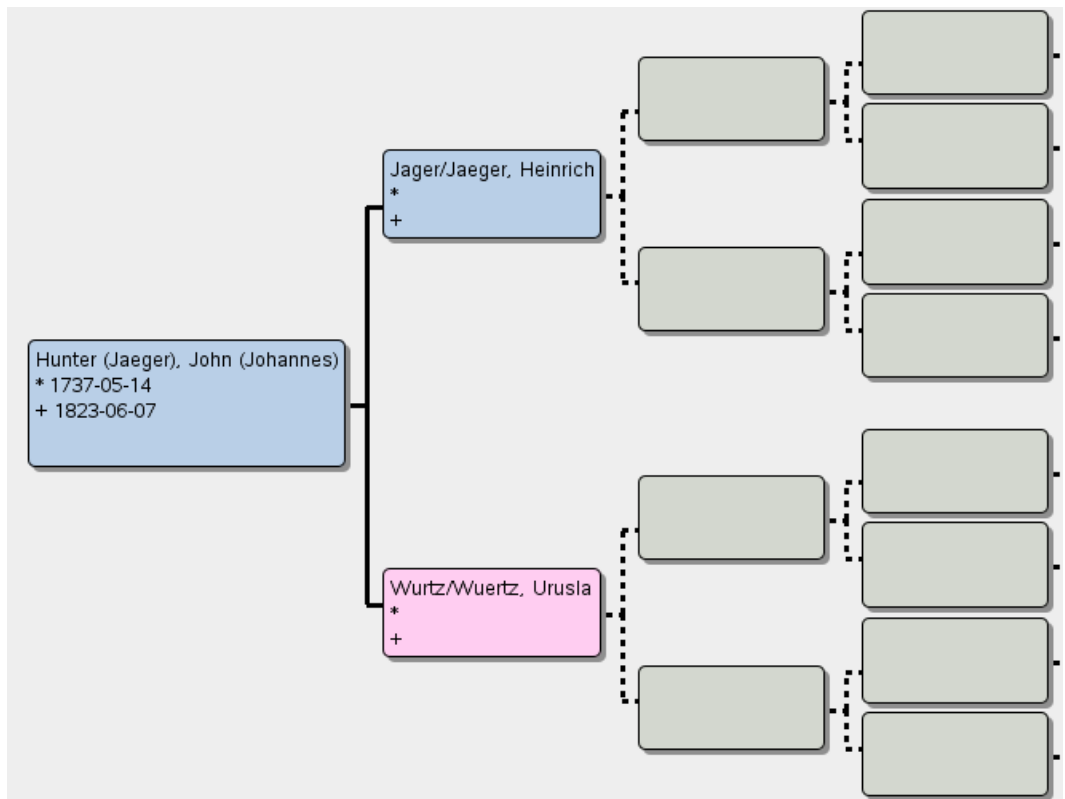 Jager/Jaeger, Heinrich
*
+
Hunter (Jaeger), John (Johannes)
* 1737-05-14
+ 1823-06-07
Wurtz/Wuertz, Urusla
*
+